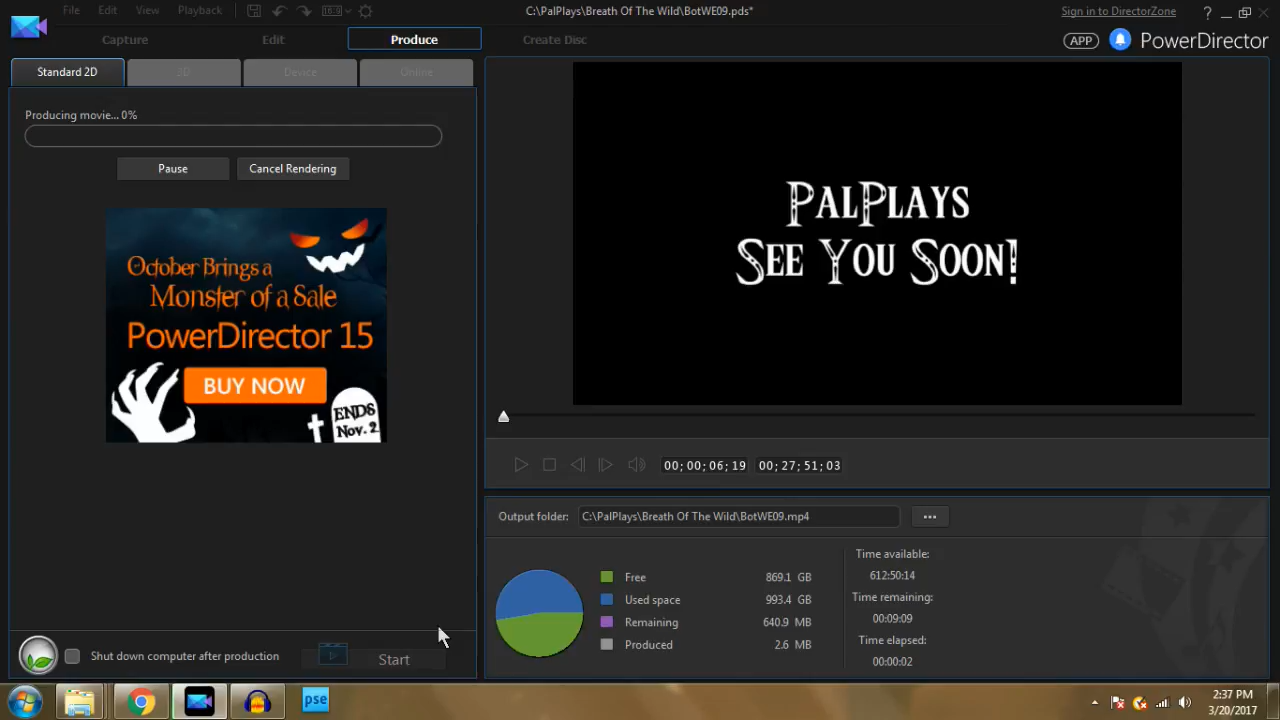 File Edit View Playback 16:9 C:\PalPlays\Breath Of The Wild\BotWE09.pds* Sign in to DirectorZone ?
Capture Edit Produce Create Disc APP PowerDirector
Standard 2D 3D Device Online
Producing movie... 0%
Pause Cancel Rendering
October Brings a
Monster of a Sale
PowerDirector 15
BUY NOW
ENDS
Nov. 2
PalPlays
See You Soon!
00;00;06;19 00;27;51;03
Output folder: C:\PalPlays\Breath Of The Wild\BotWE09.mp4 ...
Free 869.1 GB
Used space 993.4 GB
Remaining 640.9 MB
Produced 2.6 MB
Time available:
612:50:14
Time remaining:
00:09:09
Time elapsed:
00:00:02
Shut down computer after production Start
pse
2:37 PM
3/20/2017